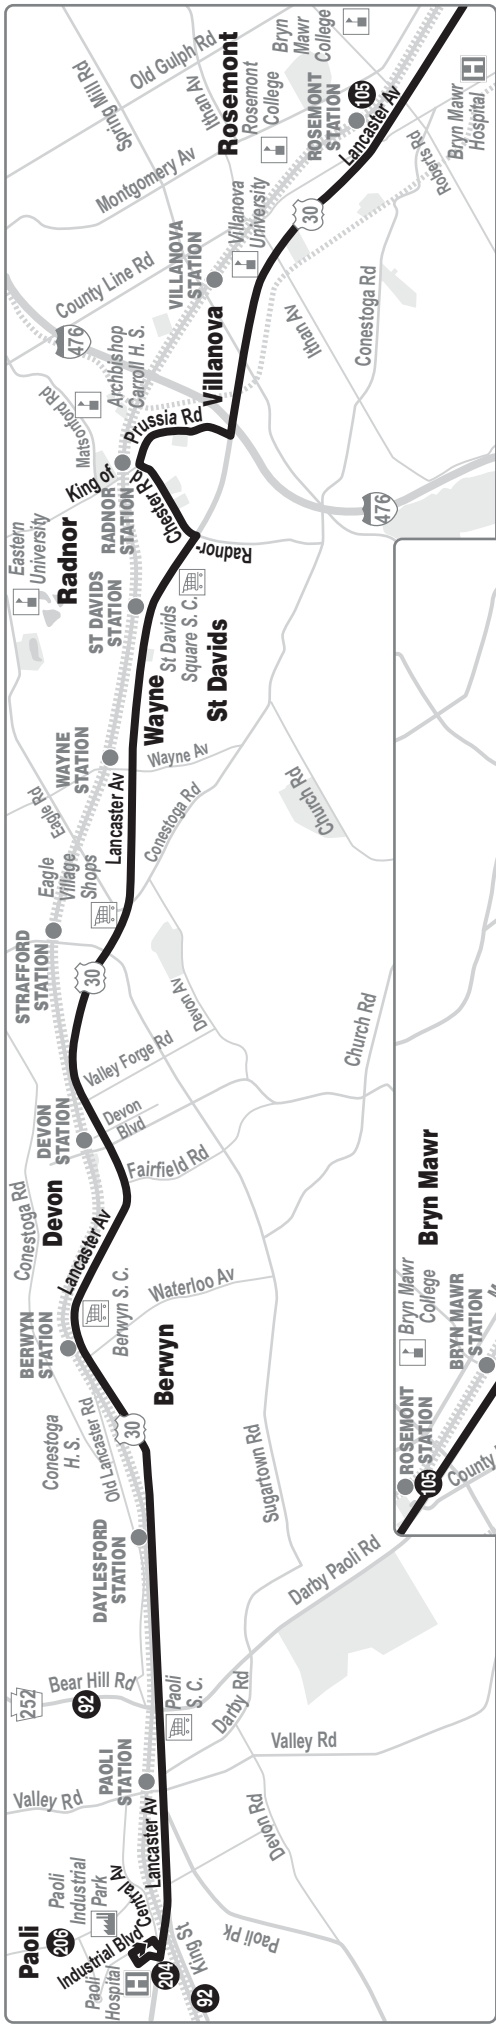 Paoli
206
Paoli
Industrial
Park
Industrial Blvd
Central Av
Paoli
Hospital
H
204
92
King St
Paoli Pk
Valley Rd
PAOLI
STATION
Lancaster Av
252
Bear Hill Rd
92
Paoli
S. C.
Darby Rd
Devon Rd
Valley Rd
DAYLESFORD
STATION
Darby Paoli Rd
Sugartown Rd
Conestoga
H. S.
Old Lancaster Rd
30
BERWYN
STATION
Berwyn S. C.
Berwyn
Waterloo Av
Conestoga Rd
Devon
Lancaster Av
DEVON
STATION
Devon
Blvd
Fairfield Rd
Valley Forge Rd
Devon Av
Church Rd
STRAFFORD
STATION
30
Eagle
Village
Shops
Eagle Rd
WAYNE
STATION
Lancaster Av
Wayne
Wayne Av
Conestoga Rd
Church Rd
Eastern
University
Radnor
ST DAVIDS
STATION
St Davids
Square S. C.
St Davids
RADNOR
STATION
King of
Prussia Rd
Radnor-
Chester Rd
Matsonford Rd
476
Archbishop
Carroll H. S.
Villanova
476
County Line Rd
VILLANOVA
STATION
Villanova
University
Montgomery Av
Spring Mill Rd
Old Gulph Rd
Ithan Av
Rosemont
Rosemont
College
30
Ithan Av
Conestoga Rd
Bryn
Mawr
College
ROSEMONT
STATION
105
Lancaster Av
Roberts Rd
H
Bryn Mawr
Hospital
ROSEMONT
STATION
105
Bryn Mawr
College
Bryn Mawr
BRYN MAWR
STATION
County